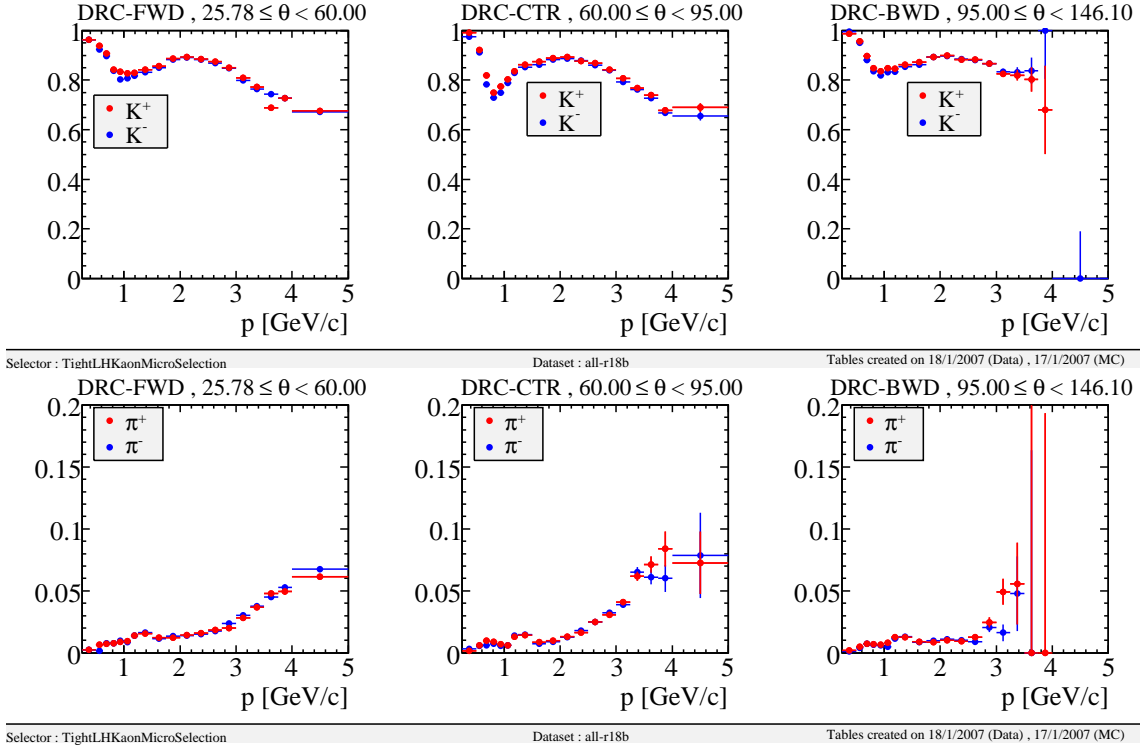 DRC-FWD , 25.78 ≤ θ < 60.00
DRC-CTR , 60.00 ≤ θ < 95.00
DRC-BWD , 95.00 ≤ θ < 146.10
1
0.8
0.6
0.4
0.2
0
K⁺
K⁻
1 2 3 4 5
p [GeV/c]
1
0.8
0.6
0.4
0.2
0
K⁺
K⁻
1 2 3 4 5
p [GeV/c]
1
0.8
0.6
0.4
0.2
0
K⁺
K⁻
1 2 3 4 5
p [GeV/c]
Selector : TightLHKaonMicroSelection
Dataset : all-r18b
Tables created on 18/1/2007 (Data) , 17/1/2007 (MC)
DRC-FWD , 25.78 ≤ θ < 60.00
DRC-CTR , 60.00 ≤ θ < 95.00
DRC-BWD , 95.00 ≤ θ < 146.10
0.2
0.15
0.1
0.05
0
π⁺
π⁻
1 2 3 4 5
p [GeV/c]
0.2
0.15
0.1
0.05
0
π⁺
π⁻
1 2 3 4 5
p [GeV/c]
0.2
0.15
0.1
0.05
0
π⁺
π⁻
1 2 3 4 5
p [GeV/c]
Selector : TightLHKaonMicroSelection
Dataset : all-r18b
Tables created on 18/1/2007 (Data) , 17/1/2007 (MC)